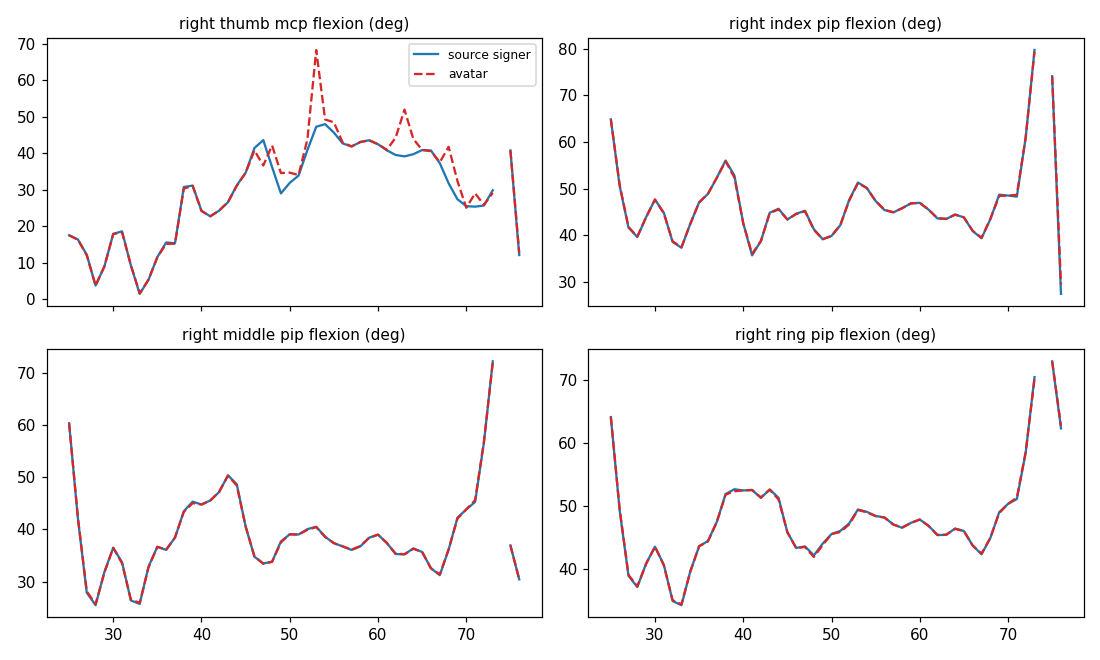 right thumb mcp flexion (deg)
70
60
50
40
30
20
10
0
source signer
avatar
right index pip flexion (deg)
80
70
60
50
40
30
right middle pip flexion (deg)
70
60
50
40
30
30 40 50 60 70
right ring pip flexion (deg)
70
60
50
40
30 40 50 60 70